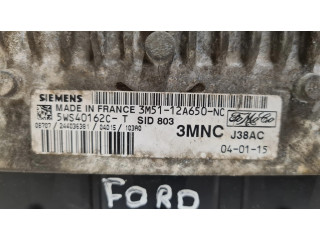 SIEMENS
MADE IN FRANCE 3M51-12A650-NC
5WS40162C-T SID 803
3MNC J38AC
04-01-15
FORD